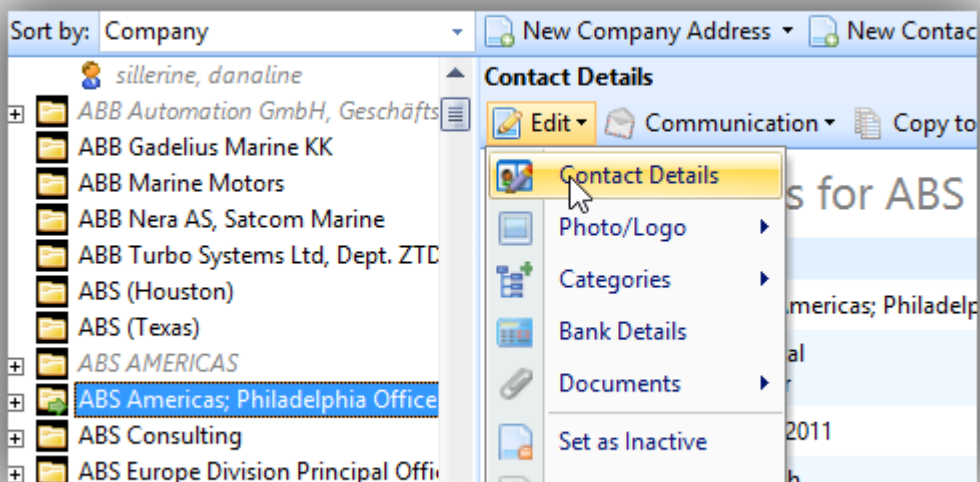 Sort by: Company
New Company Address
New Contac
sillerine, danaline
ABB Automation GmbH, Geschäfts
ABB Gadelius Marine KK
ABB Marine Motors
ABB Nera AS, Satcom Marine
ABB Turbo Systems Ltd, Dept. ZTD
ABS (Houston)
ABS (Texas)
ABS AMERICAS
ABS Americas; Philadelphia Office
ABS Consulting
ABS Europe Division Principal Offi
Contact Details
Edit
Communication
Copy to
Contact Details
Photo/Logo
Categories
Bank Details
Documents
Set as Inactive
s for ABS
mericas; Philadelp
al
r
2011
h